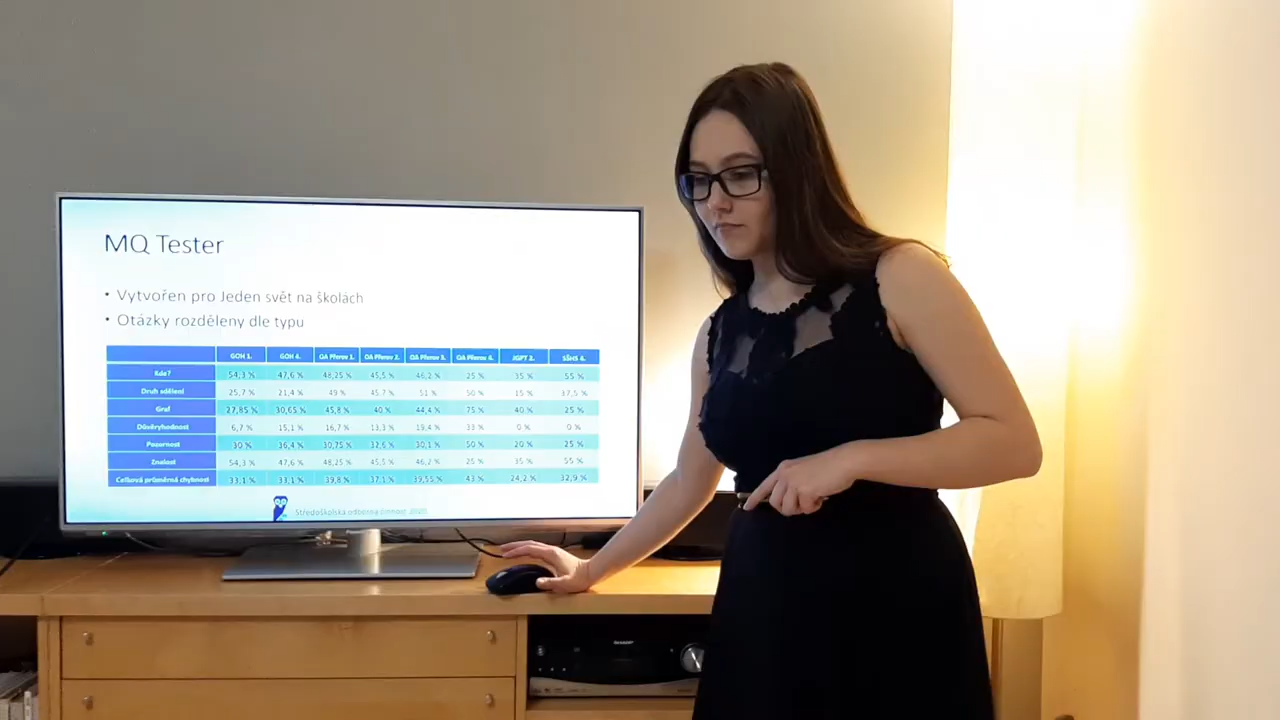 MQ Tester
• Vytvořen pro Jeden svět na školách
• Otázky rozděleny dle typu
GOH 1. GOH 4. OA Přerov 1. OA Přerov 2. OA Přerov 3. OA Přerov 4. JGPT 2. SŠHS 4.
Kde? 54,3 % 47,6 % 48,25 % 45,5 % 46,2 % 25 % 35 % 55 %
Druh sdělení 25,7 % 21,4 % 49 % 45,7 % 51 % 50 % 15 % 37,5 %
Graf 27,85 % 30,65 % 45,8 % 40 % 44,4 % 75 % 40 % 25 %
Důvěryhodnost 6,7 % 15,1 % 16,7 % 13,3 % 19,4 % 33 % 0 % 0 %
Pozornost 30 % 36,4 % 30,75 % 32,6 % 30,1 % 50 % 20 % 25 %
Znalost 54,3 % 47,6 % 48,25 % 45,5 % 46,2 % 25 % 35 % 55 %
Celková průměrná chybnost 33,1 % 33,1 % 39,8 % 37,1 % 39,55 % 43 % 24,2 % 32,9 %
Středoškolská odborná činnost 2020
SHARP